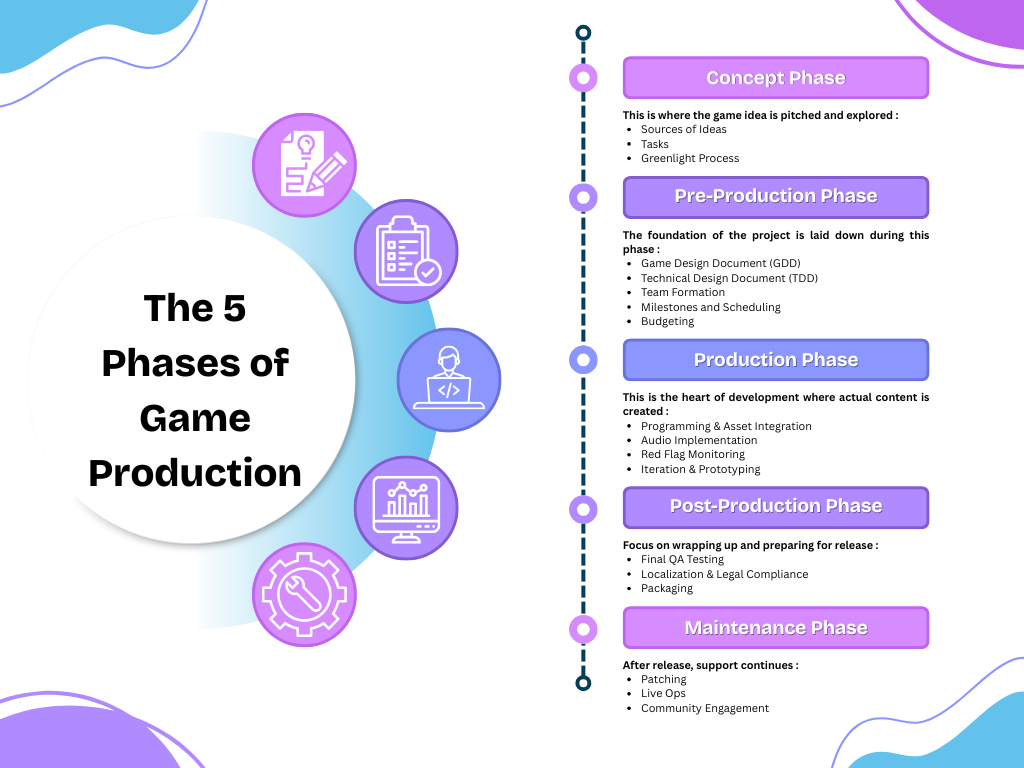 The 5
Phases of
Game
Production
Concept Phase
This is where the game idea is pitched and explored :
• Sources of Ideas
• Tasks
• Greenlight Process
Pre-Production Phase
The foundation of the project is laid down during this
phase :
• Game Design Document (GDD)
• Technical Design Document (TDD)
• Team Formation
• Milestones and Scheduling
• Budgeting
Production Phase
This is the heart of development where actual content is
created :
• Programming & Asset Integration
• Audio Implementation
• Red Flag Monitoring
• Iteration & Prototyping
Post-Production Phase
Focus on wrapping up and preparing for release :
• Final QA Testing
• Localization & Legal Compliance
• Packaging
Maintenance Phase
After release, support continues :
• Patching
• Live Ops
• Community Engagement